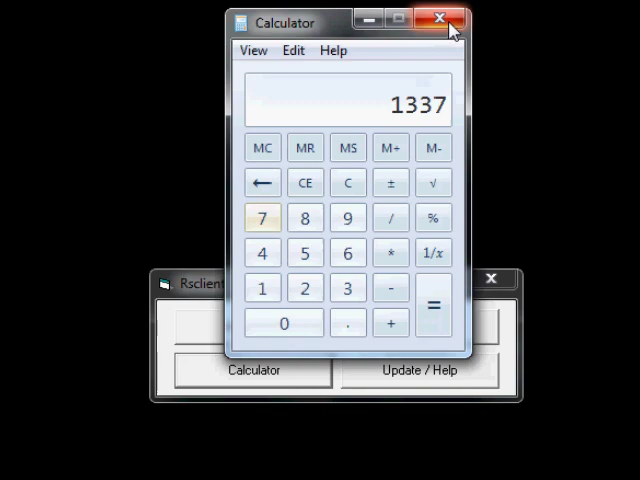 Calculator
View Edit Help
1337
MC MR MS M+ M-
← CE C ± √
7 8 9 / %
4 5 6 * 1/x
1 2 3 - =
0 . +
Rsclient
Calculator Update / Help